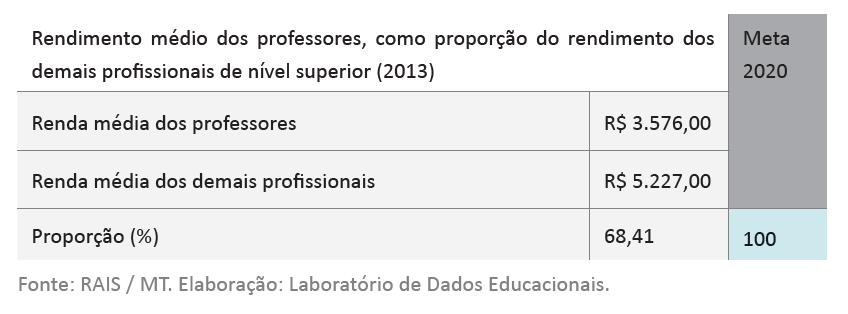 Rendimento médio dos professores, como proporção do rendimento dos
demais profissionais de nível superior (2013)
Meta
2020
Renda média dos professores R$ 3.576,00
Renda média dos demais profissionais R$ 5.227,00
Proporção (%) 68,41 100
Fonte: RAIS / MT. Elaboração: Laboratório de Dados Educacionais.